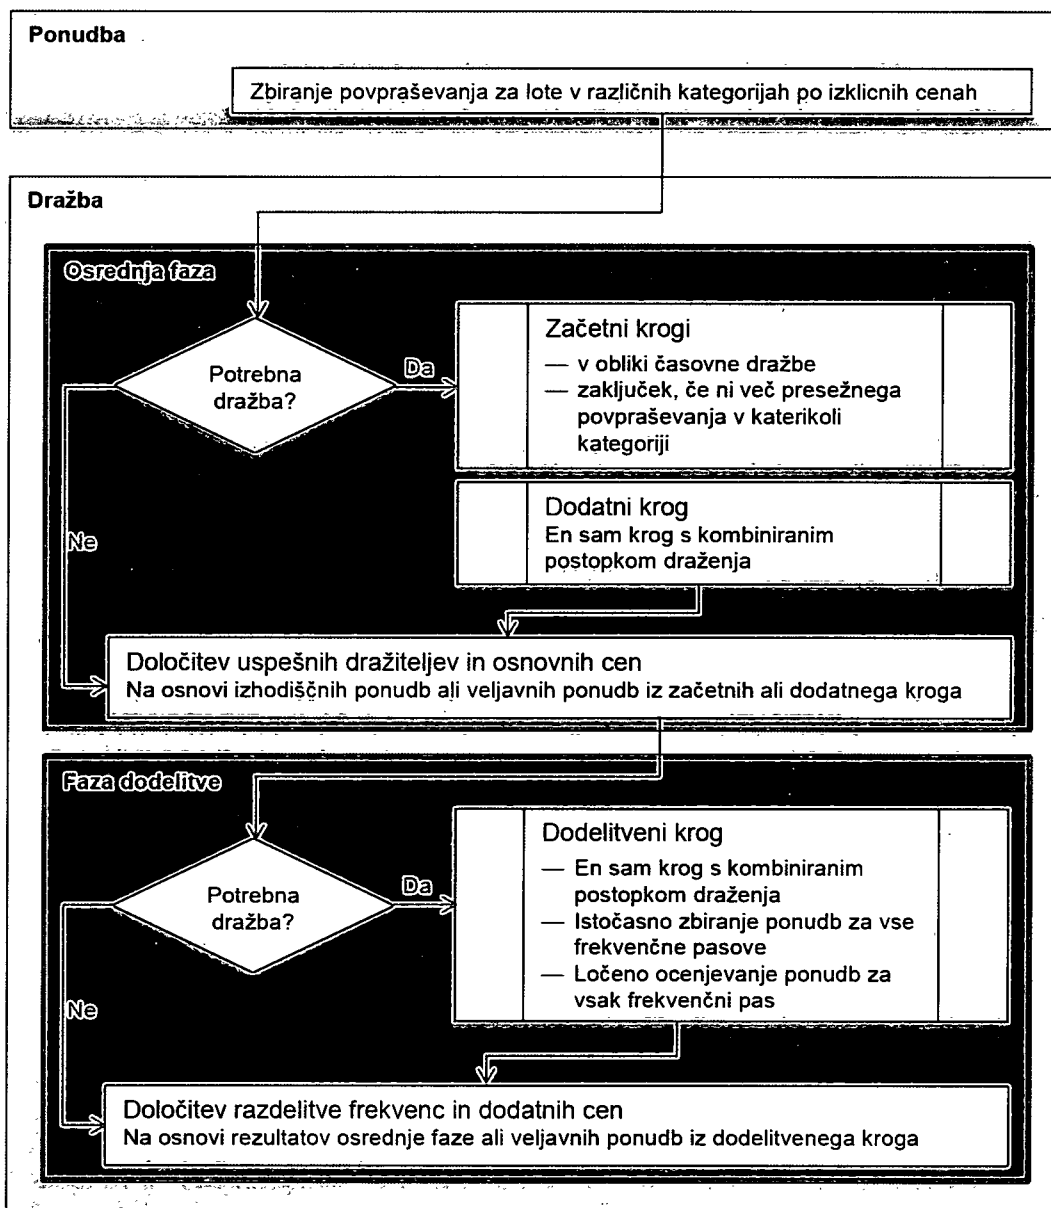 Ponudba
Zbiranje povpraševanja za lote v različnih kategorijah po izklicnih cenah
Dražba
Osrednja faza
Potrebna
dražba?
Da
Ne
Začetni krogi
— v obliki časovne dražbe
— zaključek, če ni več presežnega
povpraševanja v katerikoli
kategoriji
Dodatni krog
En sam krog s kombiniranim
postopkom draženja
Določitev uspešnih dražiteljev in osnovnih cen
Na osnovi izhodiščnih ponudb ali veljavnih ponudb iz začetnih ali dodatnega kroga
Faza dodelitve
Potrebna
dražba?
Da
Ne
Dodelitveni krog
— En sam krog s kombiniranim
postopkom draženja
— Istočasno zbiranje ponudb za vse
frekvenčne pasove
— Ločeno ocenjevanje ponudb za
vsak frekvenčni pas
Določitev razdelitve frekvenc in dodatnih cen
Na osnovi rezultatov osrednje faze ali veljavnih ponudb iz dodelitvenega kroga